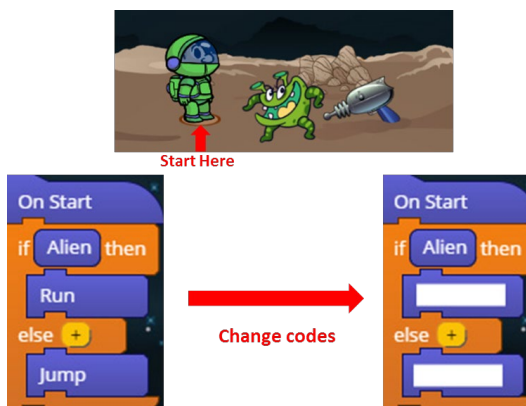 Start Here
On Start
if Alien then
Run
else +
Jump
Change codes
On Start
if Alien then
else +